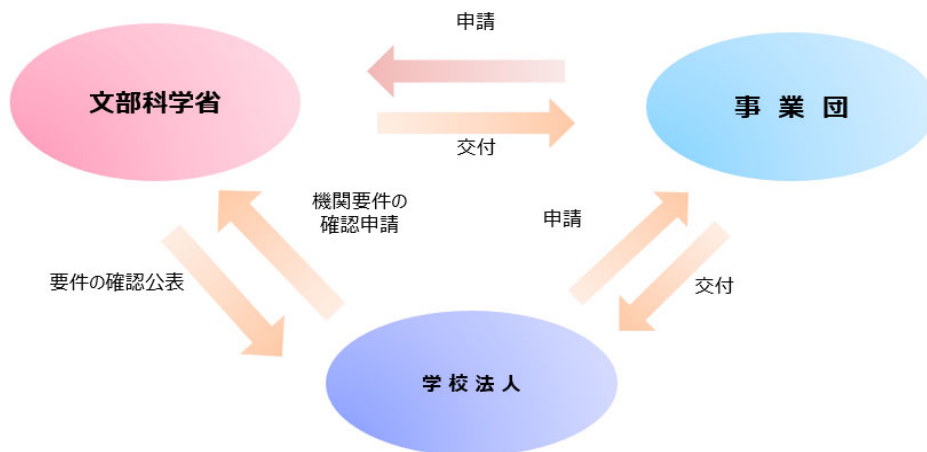 申請
文部科学省
事業団
交付
機関要件の
確認申請
申請
要件の確認公表
交付
学校法人